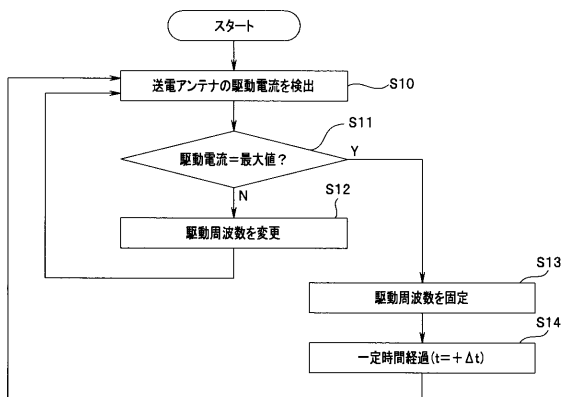 スタート
送電アンテナの駆動電流を検出
S10
S11
駆動電流=最大値?
Y
N
S12
駆動周波数を変更
S13
駆動周波数を固定
S14
一定時間経過(t=+Δt)